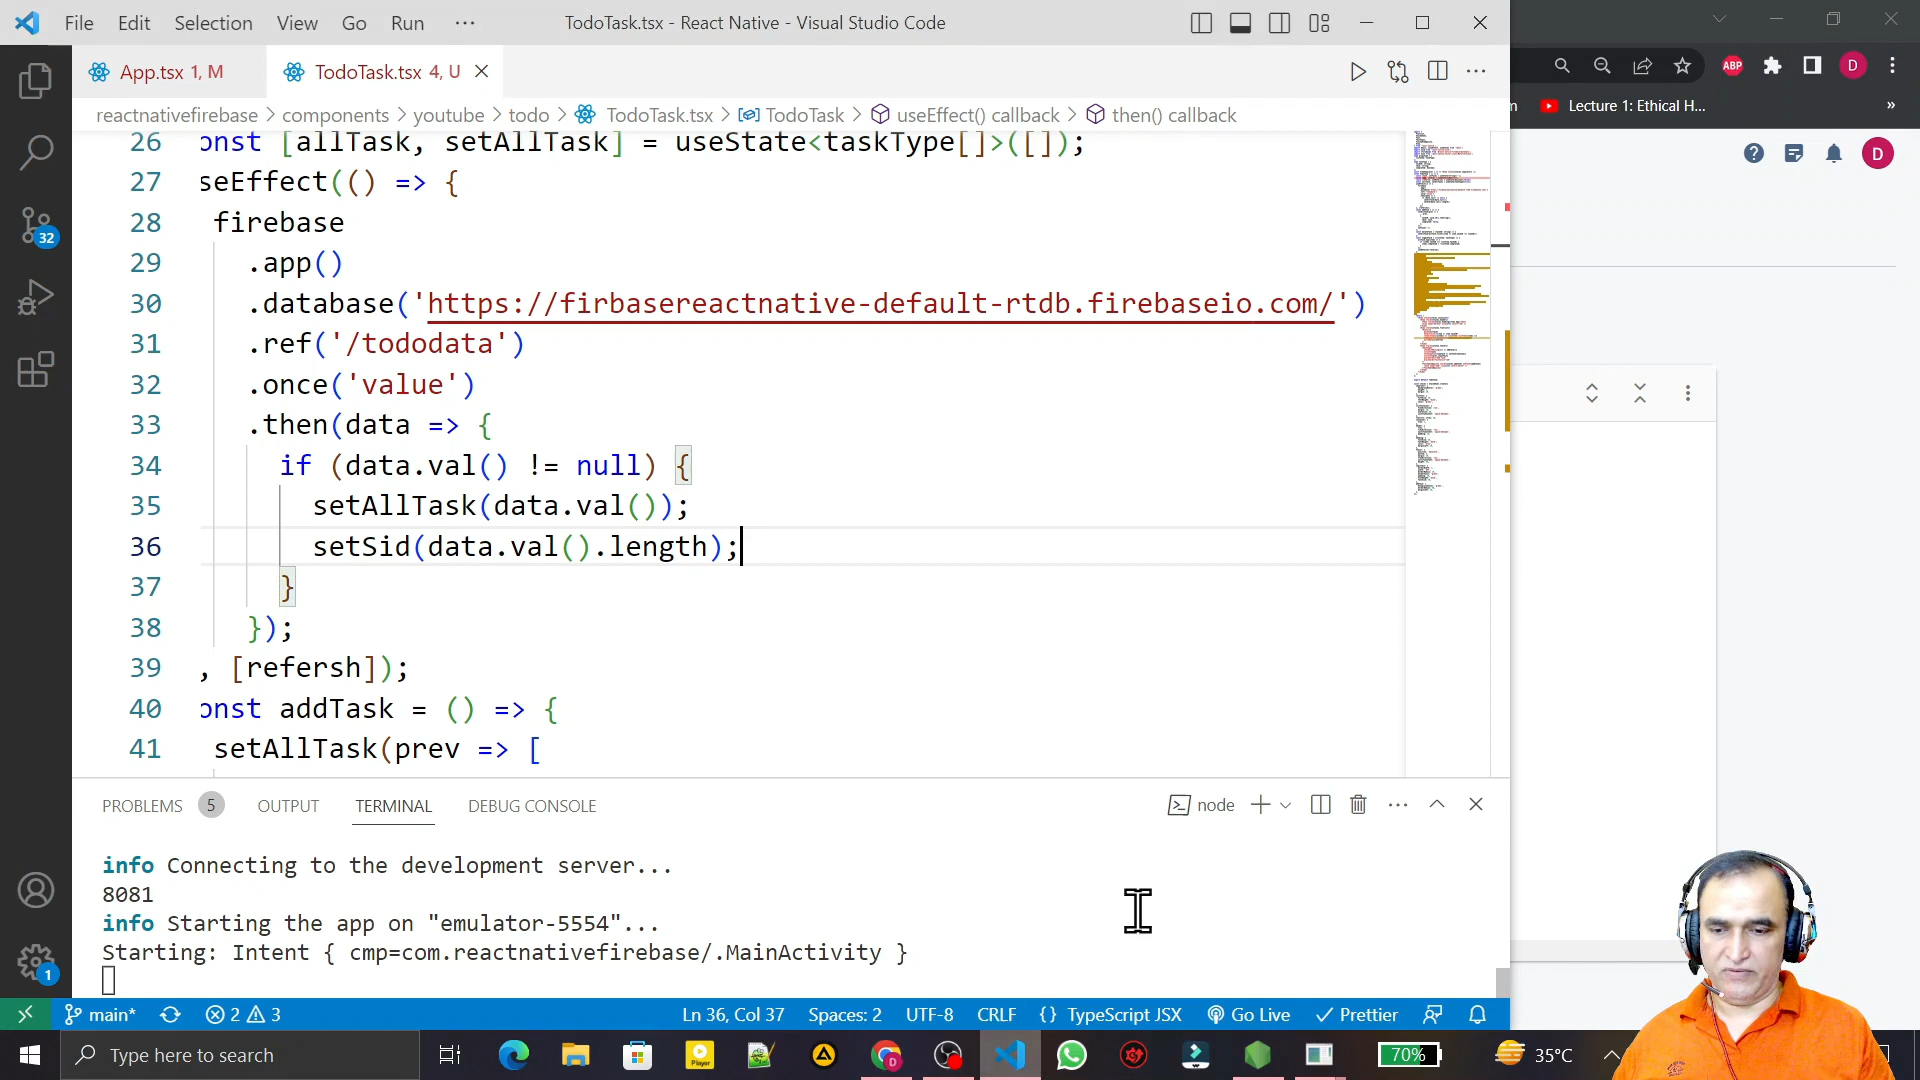 File Edit Selection View Go Run ··· TodoTask.tsx - React Native - Visual Studio Code
App.tsx 1, M TodoTask.tsx 4, U
ABP D
Lecture 1: Ethical H... »
reactnativefirebase > components > youtube > todo > TodoTask.tsx > TodoTask > useEffect() callback > then() callback
D
26 onst [allTask, setAllTask] = useState<taskType[]>([]);
27 seEffect(() => {
28 firebase
29 .app()
30 .database('https://firbasereactnative-default-rtdb.firebaseio.com/')
31 .ref('/tododata')
32 .once('value')
33 .then(data => {
34 if (data.val() != null) {
35 setAllTask(data.val());
36 setSid(data.val().length);
37 }
38 });
39 , [refersh]);
40 onst addTask = () => {
41 setAllTask(prev => [
32
PROBLEMS 5 OUTPUT TERMINAL DEBUG CONSOLE node
info Connecting to the development server...
8081
info Starting the app on "emulator-5554"...
Starting: Intent { cmp=com.reactnativefirebase/.MainActivity }
1
main* 2 3 Ln 36, Col 37 Spaces: 2 UTF-8 CRLF {} TypeScript JSX Go Live Prettier
Type here to search Player D 70% 35°C